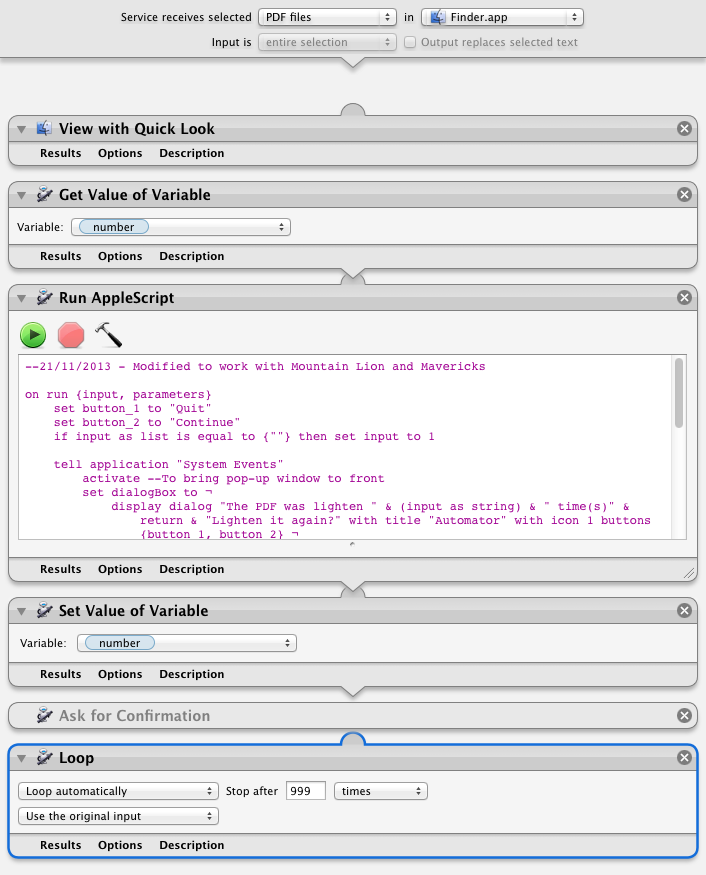 Service receives selected PDF files in Finder.app
Input is entire selection Output replaces selected text
View with Quick Look
Results Options Description
Get Value of Variable
Variable: number
Results Options Description
Run AppleScript
--21/11/2013 - Modified to work with Mountain Lion and Mavericks
on run {input, parameters}
set button_1 to "Quit"
set button_2 to "Continue"
if input as list is equal to {""} then set input to 1
tell application "System Events"
activate --To bring pop-up window to front
set dialogBox to ¬
display dialog "The PDF was lighten " & (input as string) & " time(s)" &
return & "Lighten it again?" with title "Automator" with icon 1 buttons
{button_1, button_2} ¬
Results Options Description
Set Value of Variable
Variable: number
Results Options Description
Ask for Confirmation
Loop
Loop automatically Stop after 999 times
Use the original input
Results Options Description